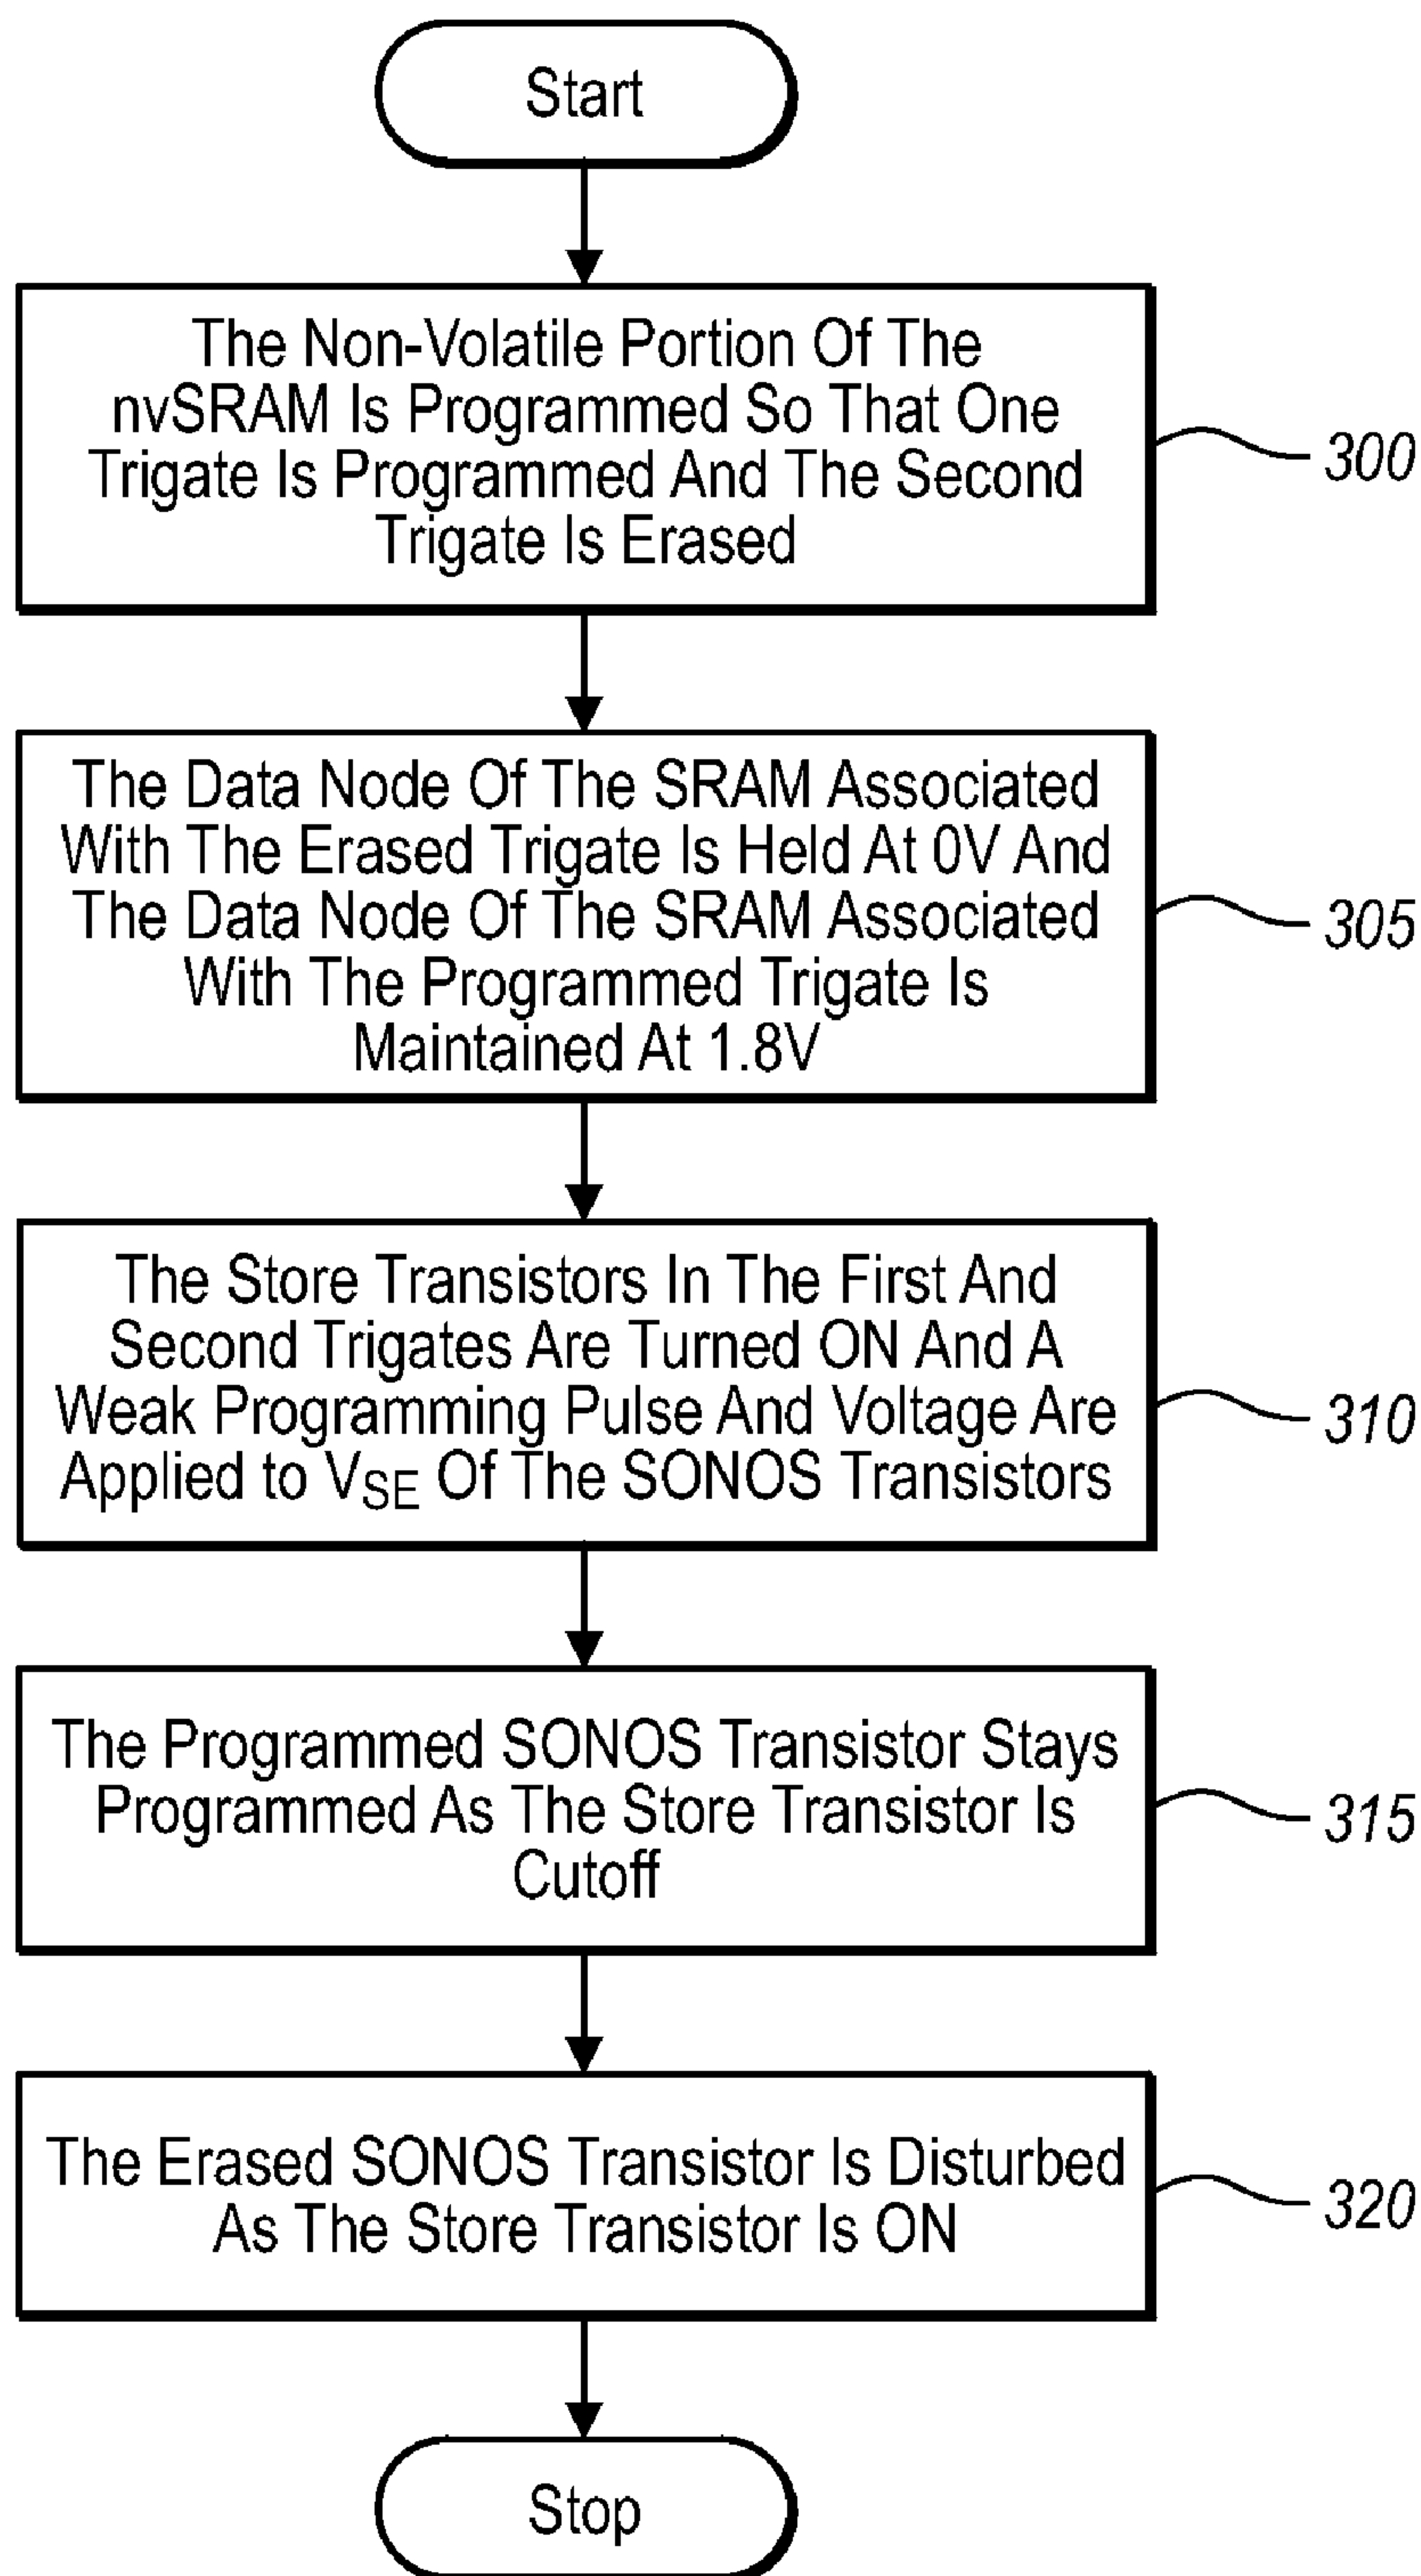 Start
The Non-Volatile Portion Of The
nvSRAM Is Programmed So That One
Trigate Is Programmed And The Second
Trigate Is Erased
300
The Data Node Of The SRAM Associated
With The Erased Trigate Is Held At 0V And
The Data Node Of The SRAM Associated
With The Programmed Trigate Is
Maintained At 1.8V
305
The Store Transistors In The First And
Second Trigates Are Turned ON And A
Weak Programming Pulse And Voltage Are
Applied to VSE Of The SONOS Transistors
310
The Programmed SONOS Transistor Stays
Programmed As The Store Transistor Is
Cutoff
315
The Erased SONOS Transistor Is Disturbed
As The Store Transistor Is ON
320
Stop